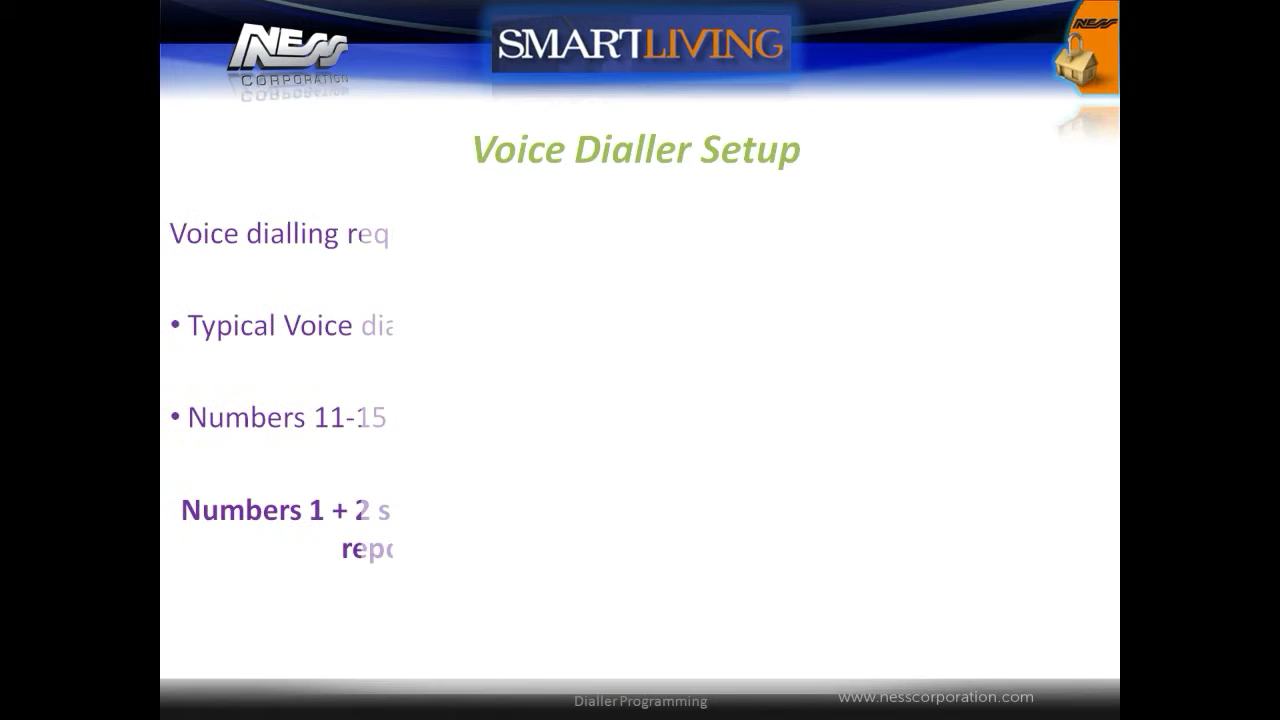 NESS
CORPORATION
SMARTLIVING
NESS
Voice Dialler Setup
Voice dialling req
• Typical Voice dia
• Numbers 11-15
Numbers 1 + 2 s
repo
Dialler Programming
www.nesscorporation.com